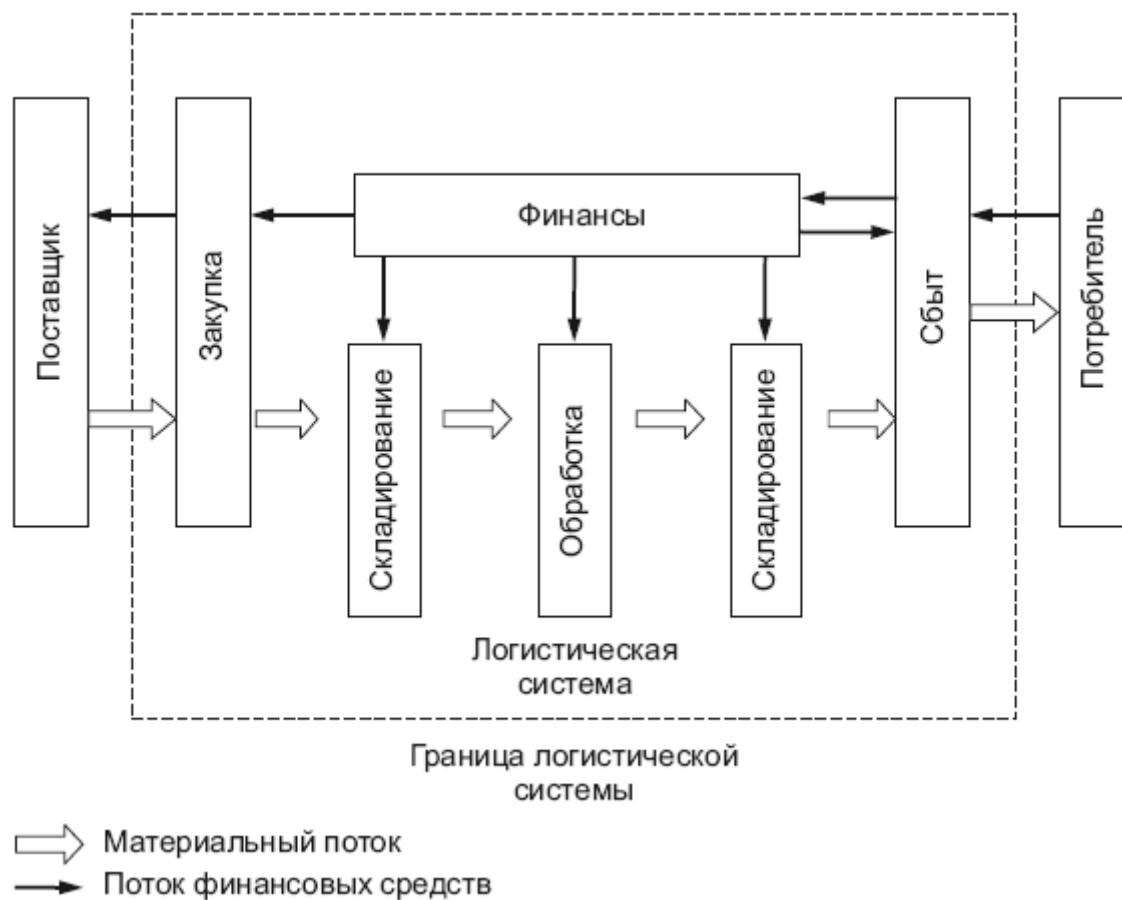 Поставщик
Закупка
Финансы
Складирование
Обработка
Складирование
Сбыт
Потребитель
Логистическая
система
Граница логистической
системы
Материальный поток
Поток финансовых средств